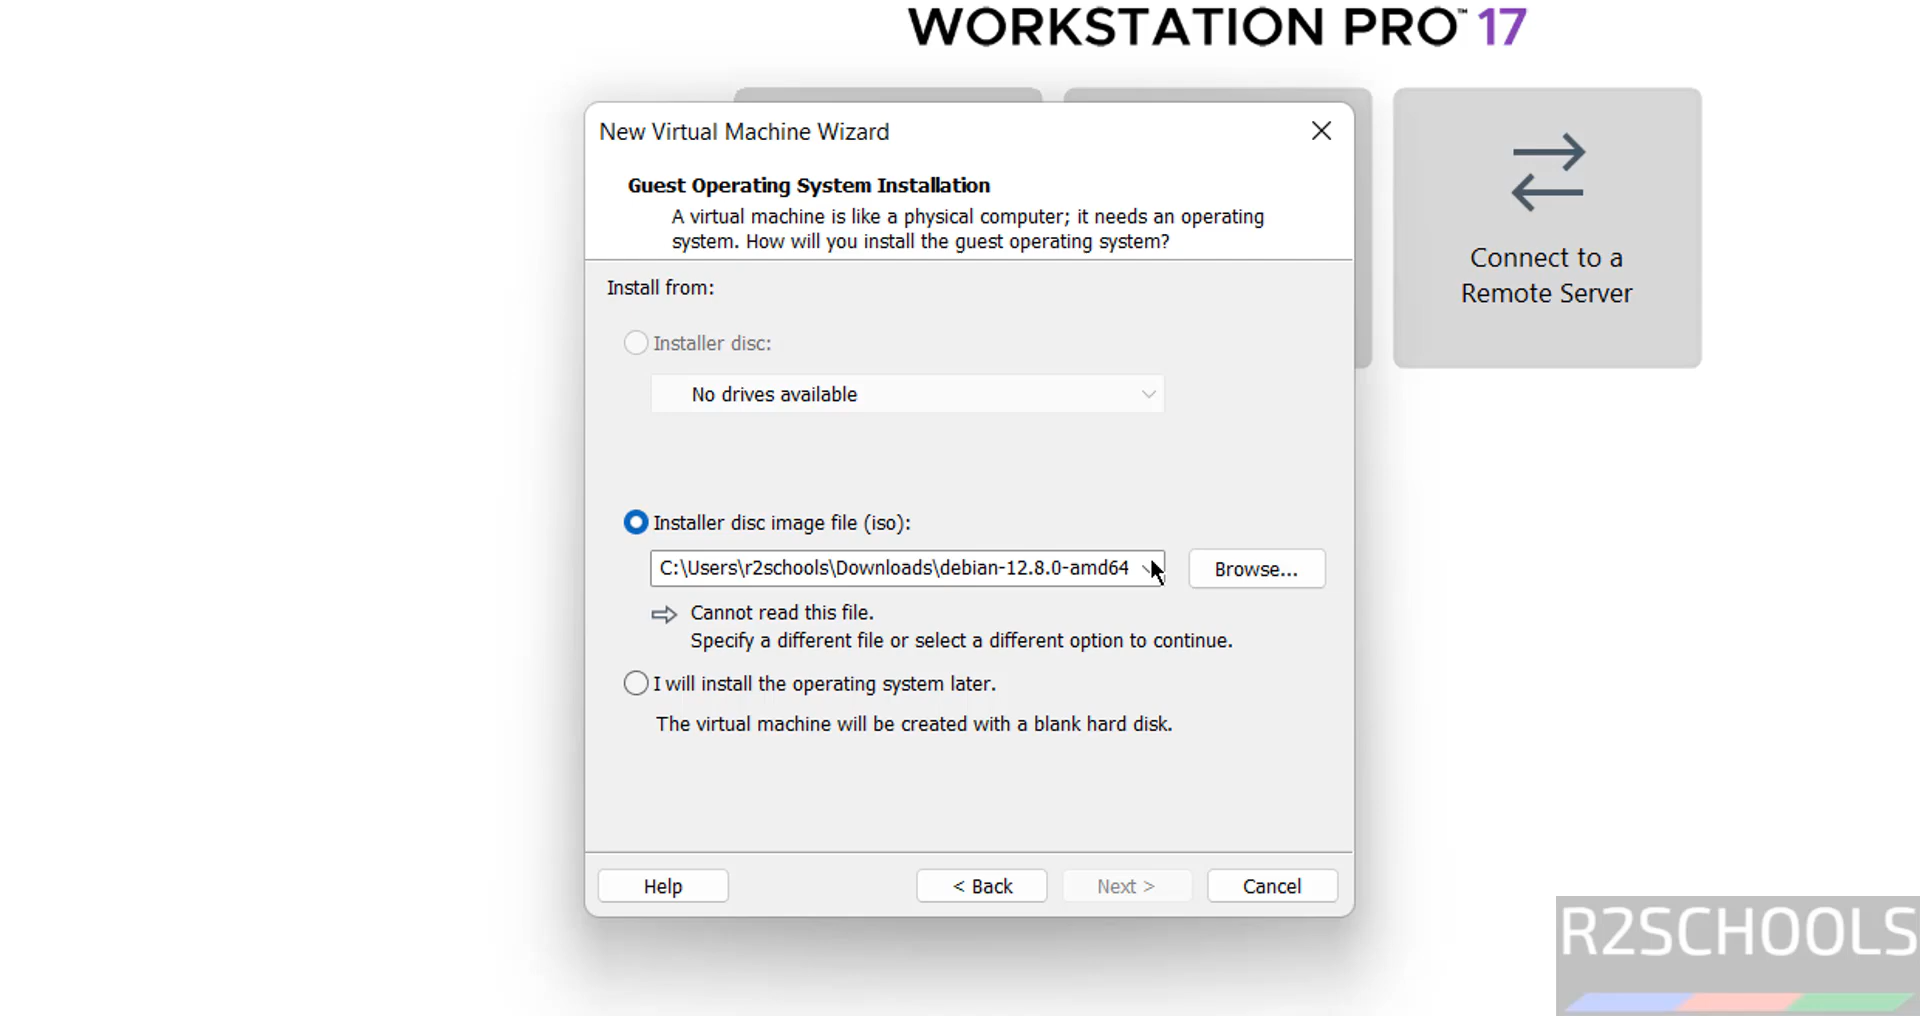 WORKSTATION PRO™ 17
New Virtual Machine Wizard
Guest Operating System Installation
A virtual machine is like a physical computer; it needs an operating
system. How will you install the guest operating system?
Install from:
Installer disc:
No drives available
Installer disc image file (iso):
C:\Users\r2schools\Downloads\debian-12.8.0-amd64
Browse...
Cannot read this file.
Specify a different file or select a different option to continue.
I will install the operating system later.
The virtual machine will be created with a blank hard disk.
Help
< Back
Next >
Cancel
Connect to a
Remote Server
R2SCHOOLS